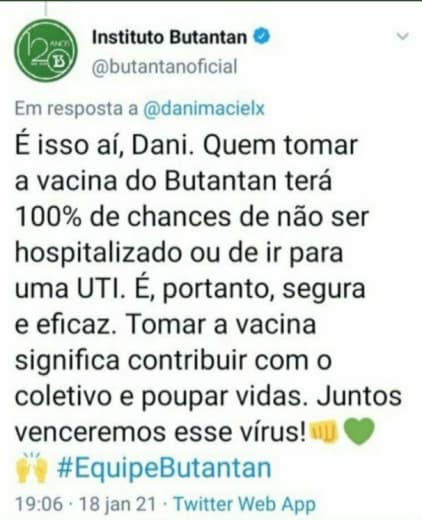 120
ANOS
B
Instituto Butantan
@butantanoficial
Em resposta a @danimacielx
É isso aí, Dani. Quem tomar
a vacina do Butantan terá
100% de chances de não ser
hospitalizado ou de ir para
uma UTI. É, portanto, segura
e eficaz. Tomar a vacina
significa contribuir com o
coletivo e poupar vidas. Juntos
venceremos esse vírus!👊💚
🙌 #EquipeButantan
19:06 · 18 jan 21 · Twitter Web App